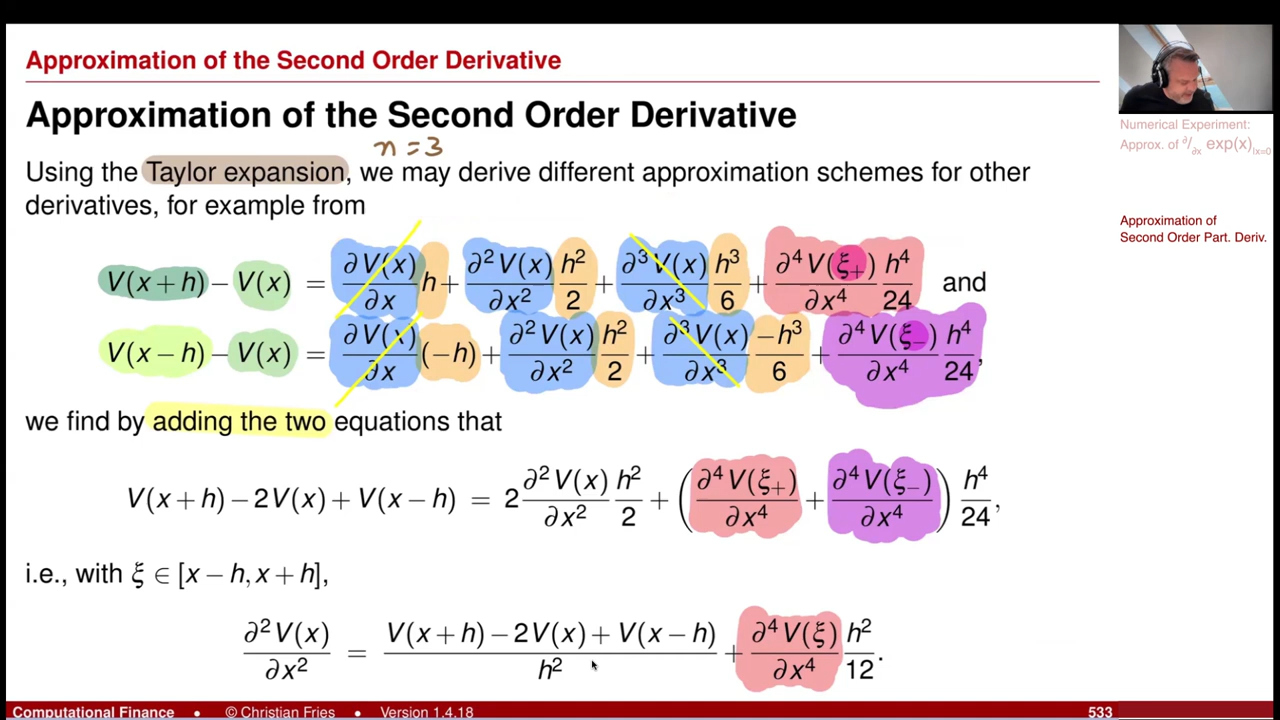 Approximation of the Second Order Derivative
Approximation of the Second Order Derivative
n = 3
Using the Taylor expansion, we may derive different approximation schemes for other
derivatives, for example from
V(x+h) − V(x) = ∂V(x)/∂x h + ∂²V(x)/∂x² h²/2 + ∂³V(x)/∂x³ h³/6 + ∂⁴V(ξ₊)/∂x⁴ h⁴/24 and
V(x−h) − V(x) = ∂V(x)/∂x (−h) + ∂²V(x)/∂x² h²/2 + ∂³V(x)/∂x³ −h³/6 + ∂⁴V(ξ₋)/∂x⁴ h⁴/24,
we find by adding the two equations that
V(x+h) − 2V(x) + V(x−h) = 2 ∂²V(x)/∂x² h²/2 + (∂⁴V(ξ₊)/∂x⁴ + ∂⁴V(ξ₋)/∂x⁴) h⁴/24,
i.e., with ξ ∈ [x−h, x+h],
∂²V(x)/∂x² = (V(x+h) − 2V(x) + V(x−h))/h² + ∂⁴V(ξ)/∂x⁴ h²/12.
Numerical Experiment:
Approx. of ∂/∂x exp(x)|x=0
Approximation of
Second Order Part. Deriv.
Computational Finance • © Christian Fries • Version 1.4.18 533